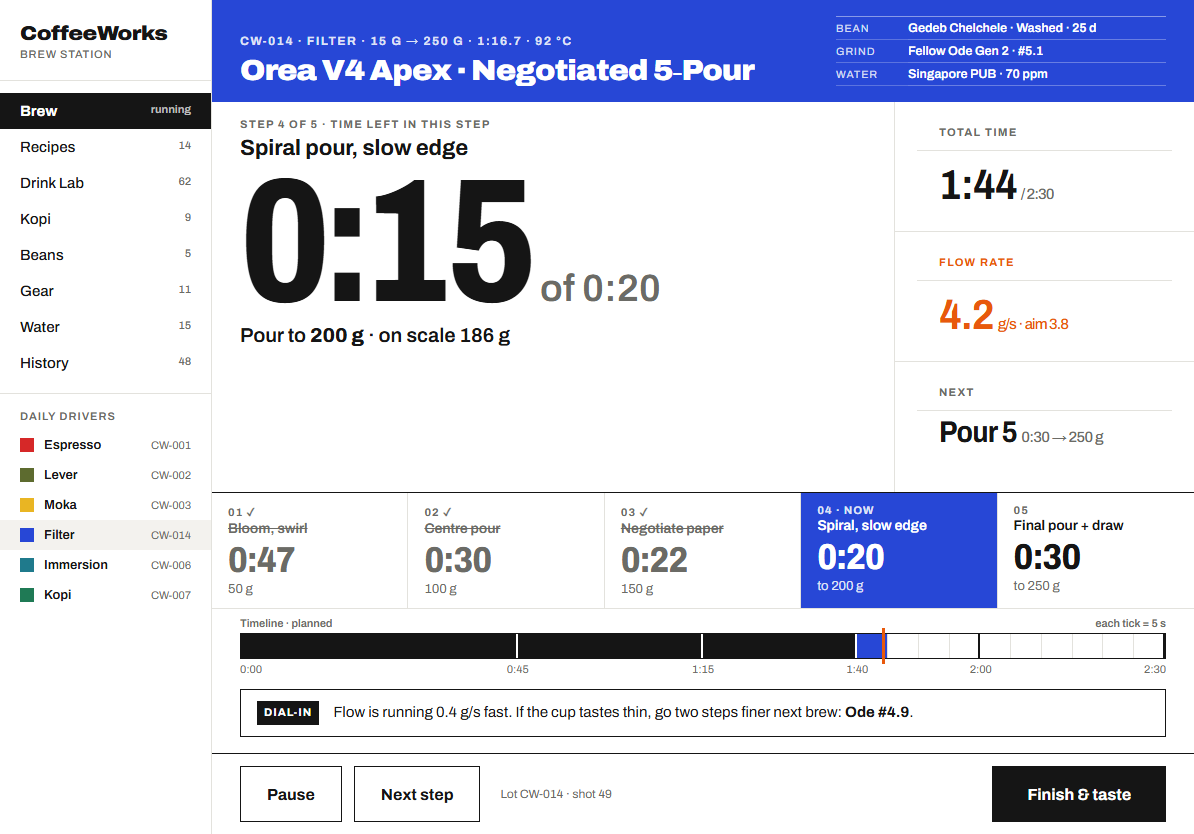 CoffeeWorks
BREW STATION
Brew running
Recipes 14
Drink Lab 62
Kopi 9
Beans 5
Gear 11
Water 15
History 48
DAILY DRIVERS
Espresso CW-001
Lever CW-002
Moka CW-003
Filter CW-014
Immersion CW-006
Kopi CW-007
CW-014 · FILTER · 15 G → 250 G · 1:16.7 · 92 °C
Orea V4 Apex · Negotiated 5-Pour
BEAN Gedeb Chelchele · Washed · 25 d
GRIND Fellow Ode Gen 2 · #5.1
WATER Singapore PUB · 70 ppm
STEP 4 OF 5 · TIME LEFT IN THIS STEP
Spiral pour, slow edge
0:15 of 0:20
Pour to 200 g · on scale 186 g
TOTAL TIME
1:44 / 2:30
FLOW RATE
4.2 g/s · aim 3.8
NEXT
Pour 5 0:30 → 250 g
01 ✓
Bloom, swirl
0:47
50 g
02 ✓
Centre pour
0:30
100 g
03 ✓
Negotiate paper
0:22
150 g
04 · NOW
Spiral, slow edge
0:20
to 200 g
05
Final pour + draw
0:30
to 250 g
Timeline · planned each tick = 5 s
0:00 0:45 1:15 1:40 2:00 2:30
DIAL-IN Flow is running 0.4 g/s fast. If the cup tastes thin, go two steps finer next brew: Ode #4.9.
Pause Next step Lot CW-014 · shot 49 Finish & taste